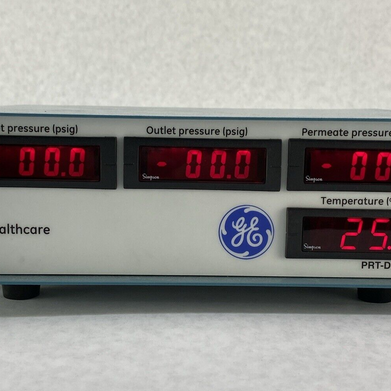 t pressure (psig)
Outlet pressure (psig)
Permeate pressure
00.0
- 00.0
- 00
Simpson
Simpson
Temperature (°
althcare
GE
25.
Simpson
PRT-D